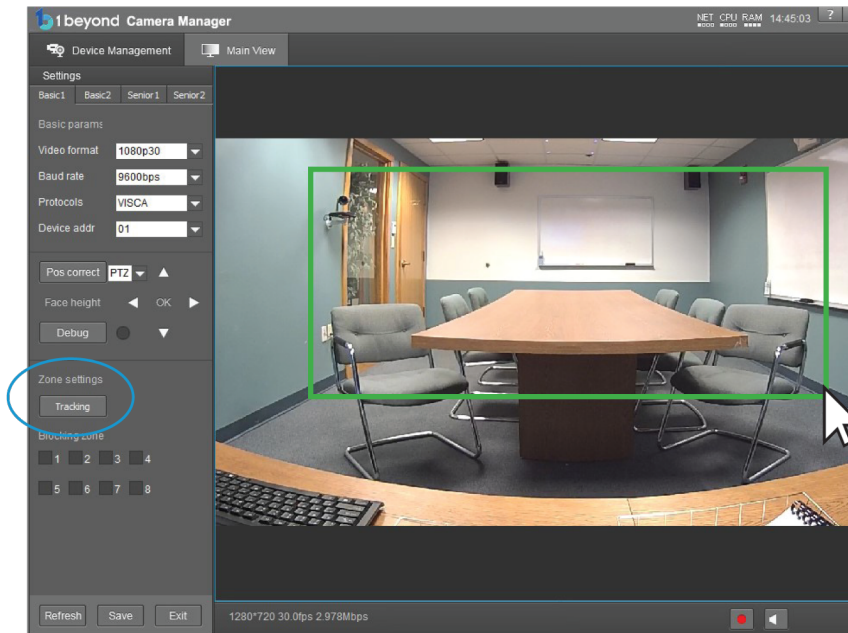 1 beyond Camera Manager
NET CPU RAM 14:45:03 ?
Device Management Main View
Settings
Basic1 Basic2 Senior1 Senior2
Basic params
Video format 1080p30
Baud rate 9600bps
Protocols VISCA
Device addr 01
Pos correct PTZ
Face height OK
Debug
Zone settings
Tracking
Blocking zone
1 2 3 4
5 6 7 8
Refresh Save Exit
1280*720 30.0fps 2.978Mbps